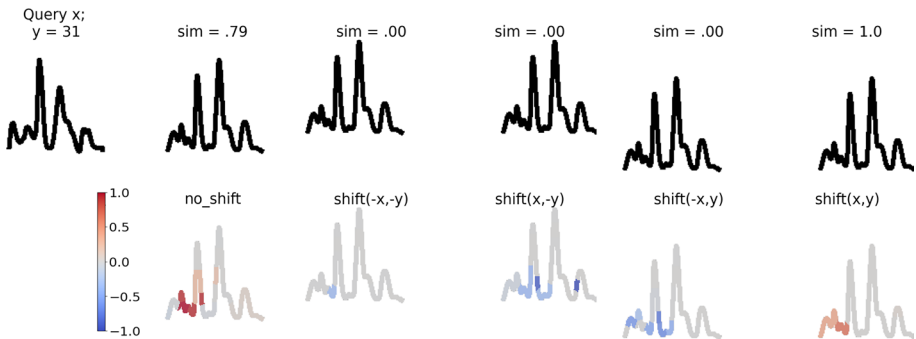 Query x;
y = 31
sim = .79
sim = .00
sim = .00
sim = .00
sim = 1.0
no_shift
shift(-x,-y)
shift(x,-y)
shift(-x,y)
shift(x,y)
1.0
0.5
0.0
−0.5
−1.0